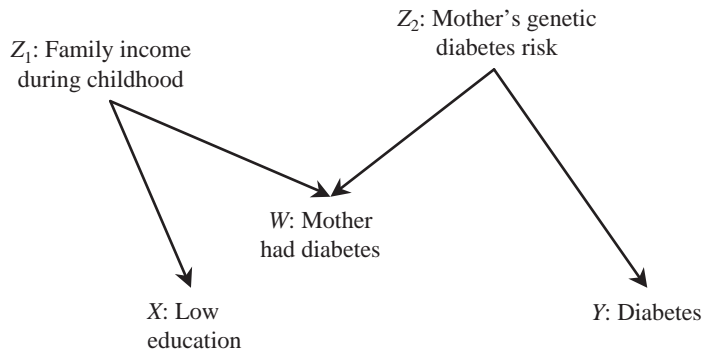 Z₁: Family income
during childhood
Z₂: Mother’s genetic
diabetes risk
W: Mother
had diabetes
X: Low
education
Y: Diabetes